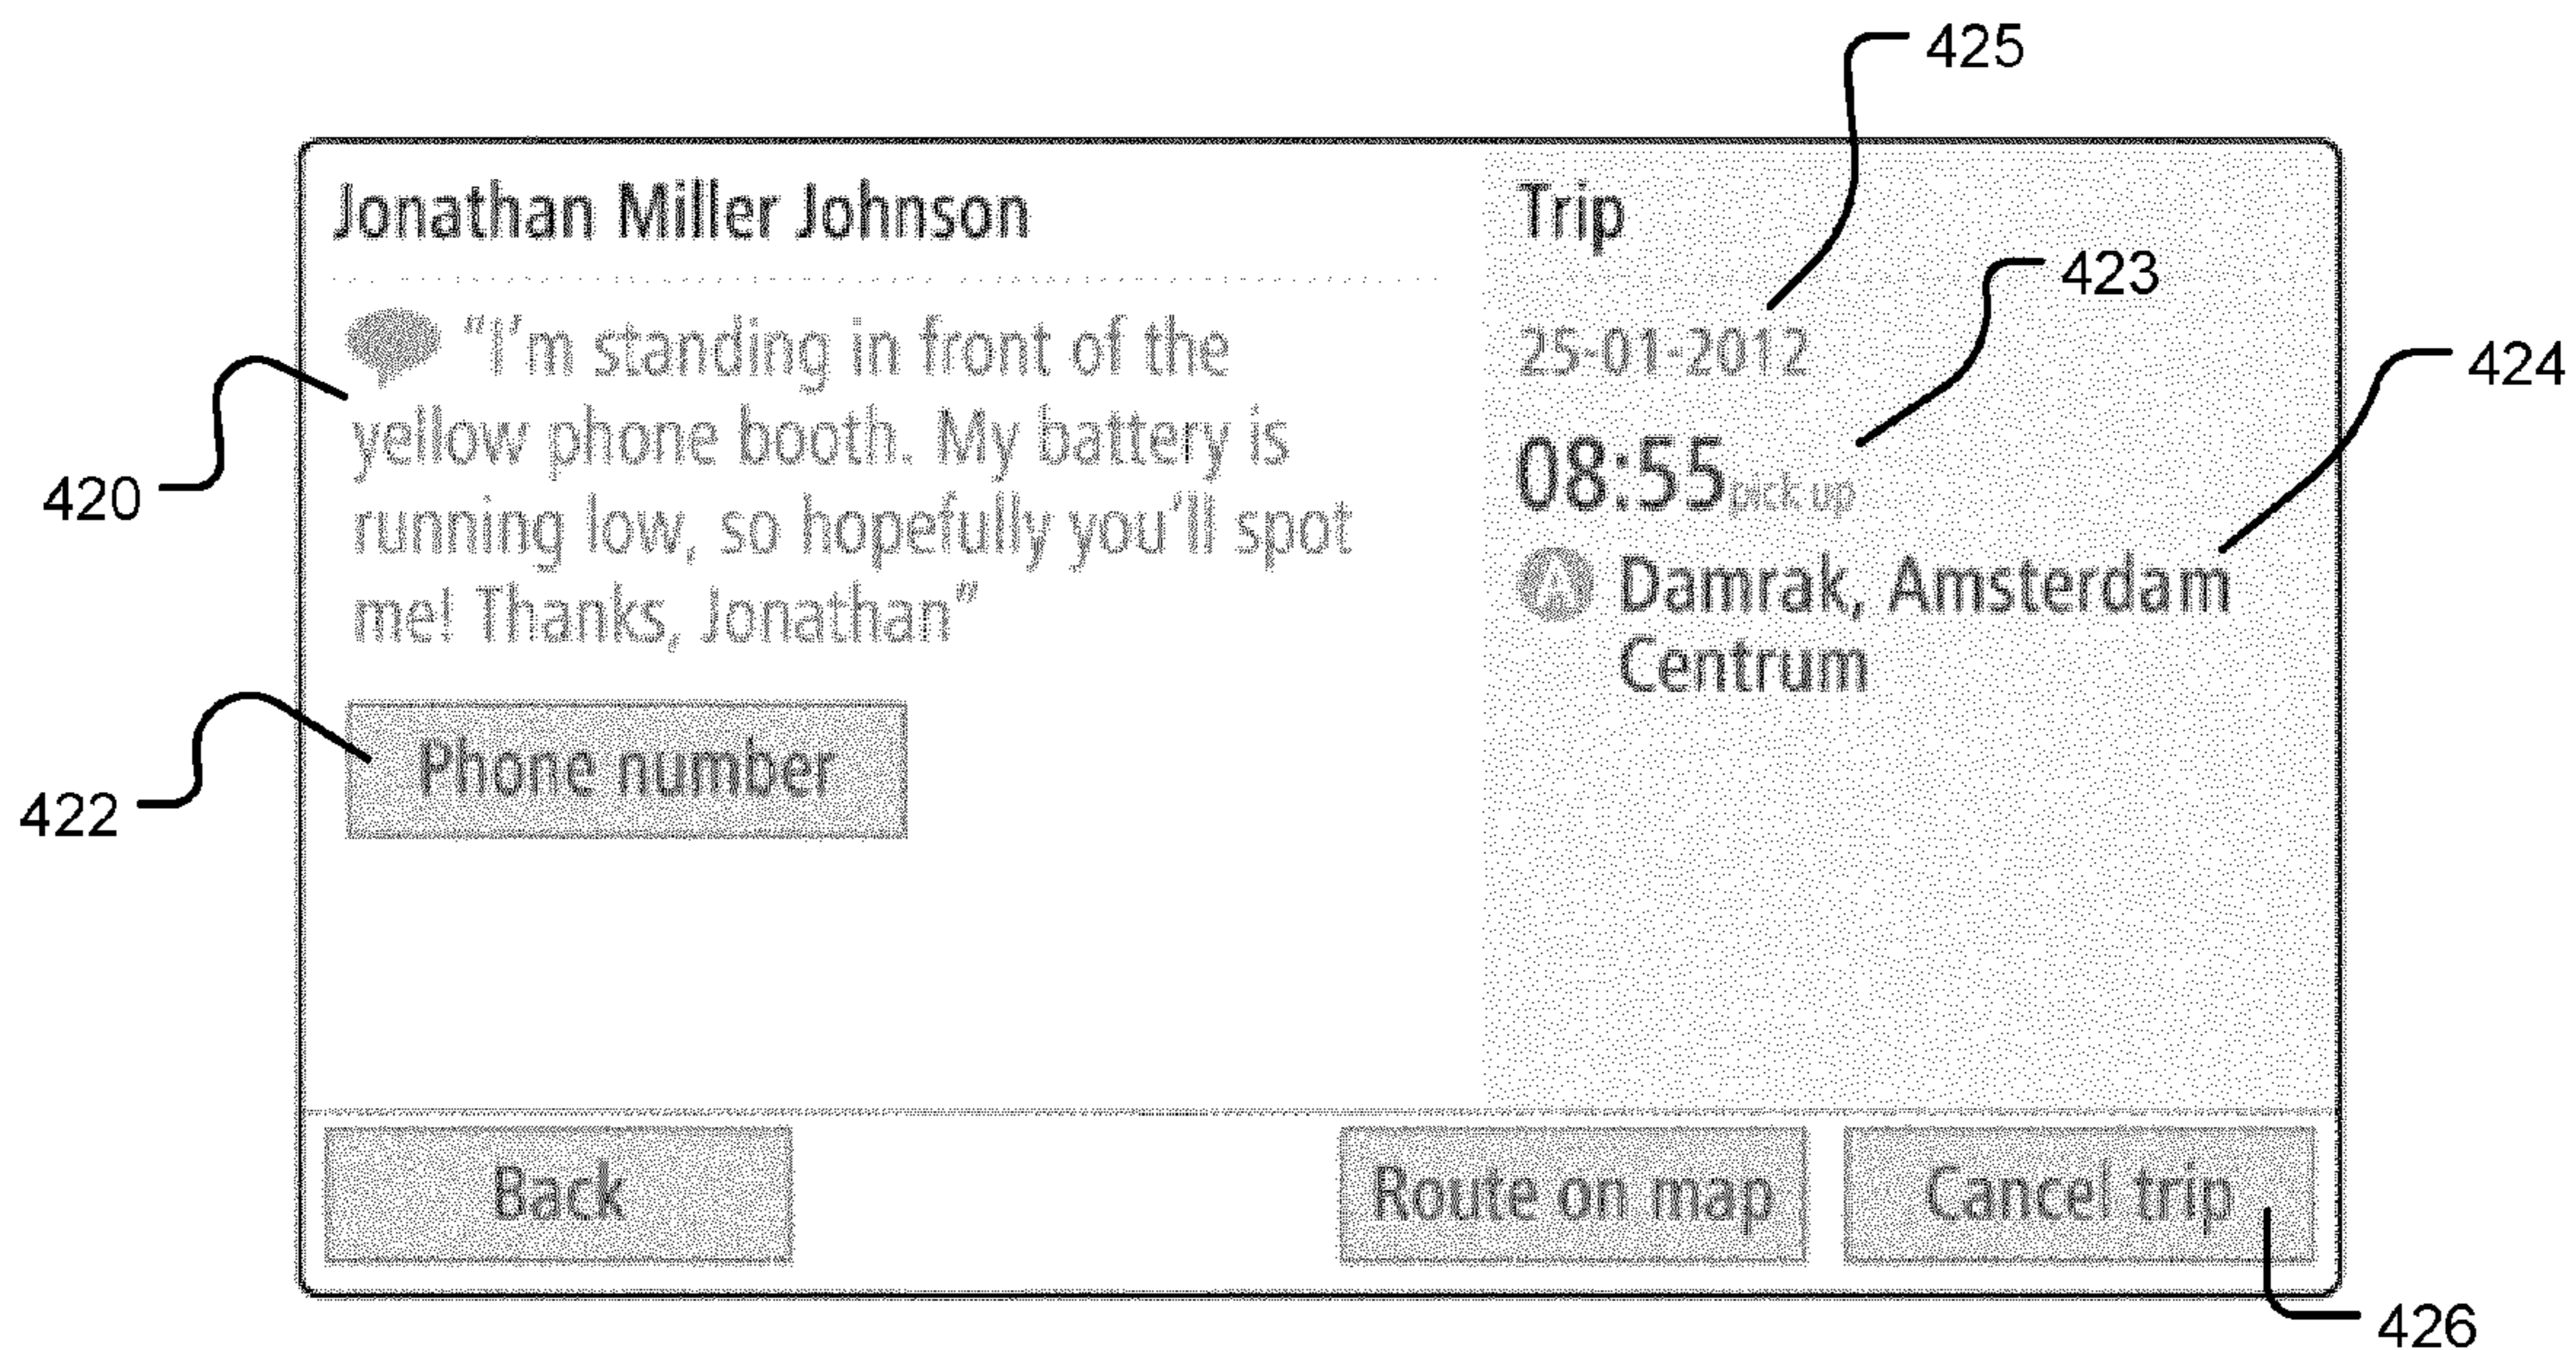 425
Jonathan Miller Johnson
Trip
423
"I'm standing in front of the
25-01-2012
424
yellow phone booth. My battery is
08:55 pick up
420
running low, so hopefully you'll spot
A Damrak, Amsterdam
me! Thanks, Jonathan"
Centrum
Phone number
422
Back
Route on map
Cancel trip
426